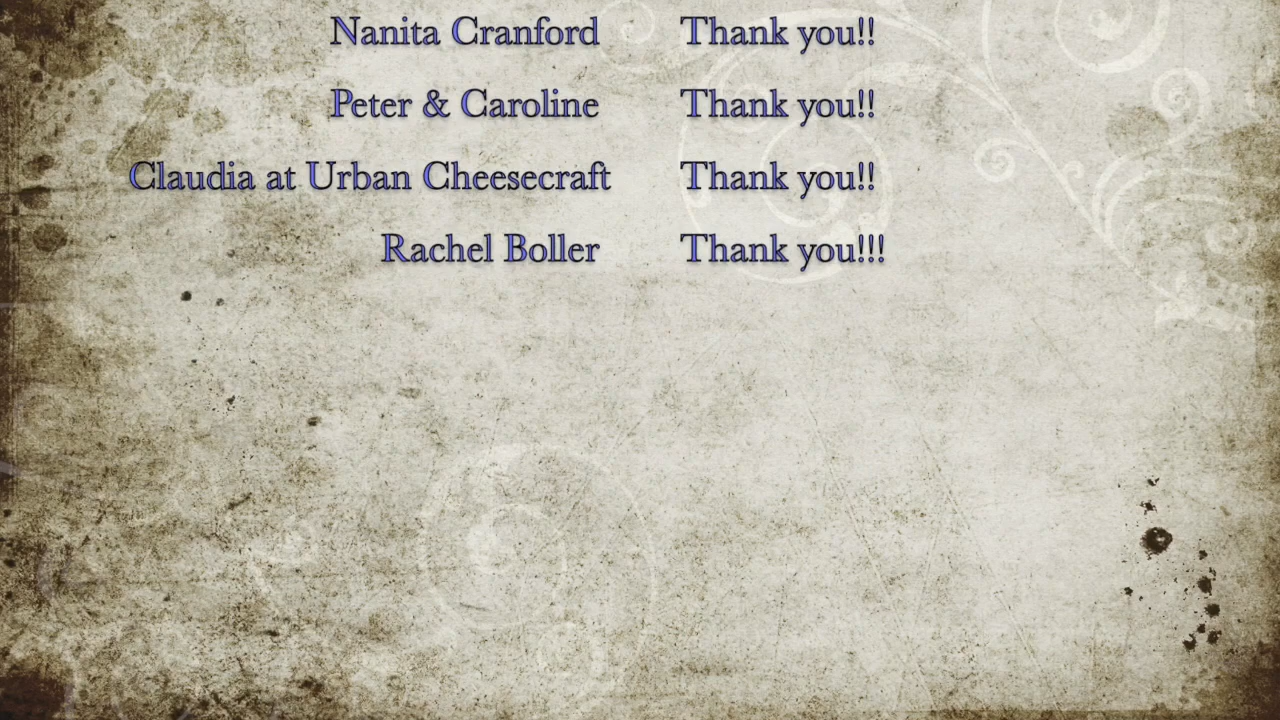 Nanita Cranford Thank you!!
Peter & Caroline Thank you!!
Claudia at Urban Cheesecraft Thank you!!
Rachel Boller Thank you!!!